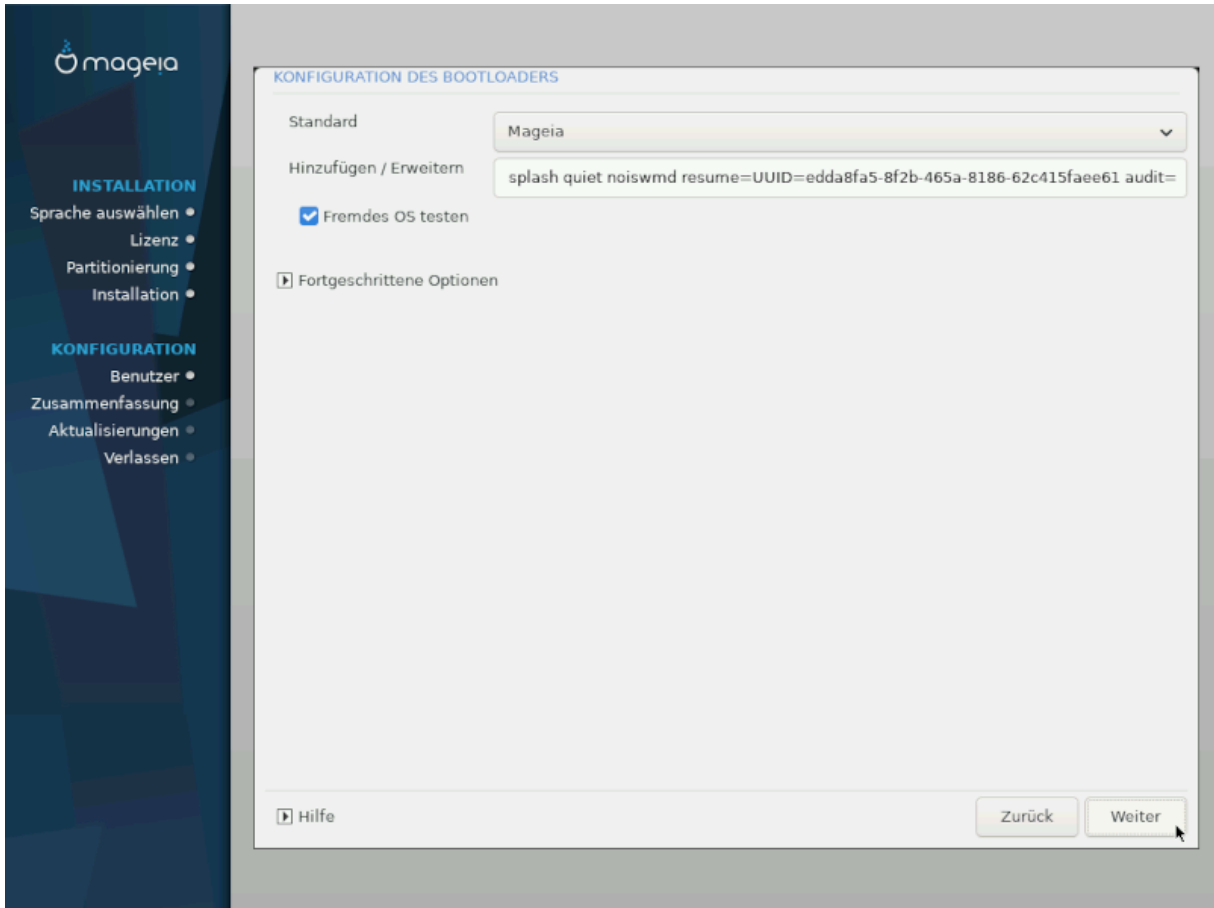 mageia
INSTALLATION
Sprache auswählen
Lizenz
Partitionierung
Installation
KONFIGURATION
Benutzer
Zusammenfassung
Aktualisierungen
Verlassen
KONFIGURATION DES BOOTLOADERS
Standard
Mageia
Hinzufügen / Erweitern
splash quiet noiswmd resume=UUID=edda8fa5-8f2b-465a-8186-62c415faee61 audit=
Fremdes OS testen
Fortgeschrittene Optionen
Hilfe
Zurück
Weiter